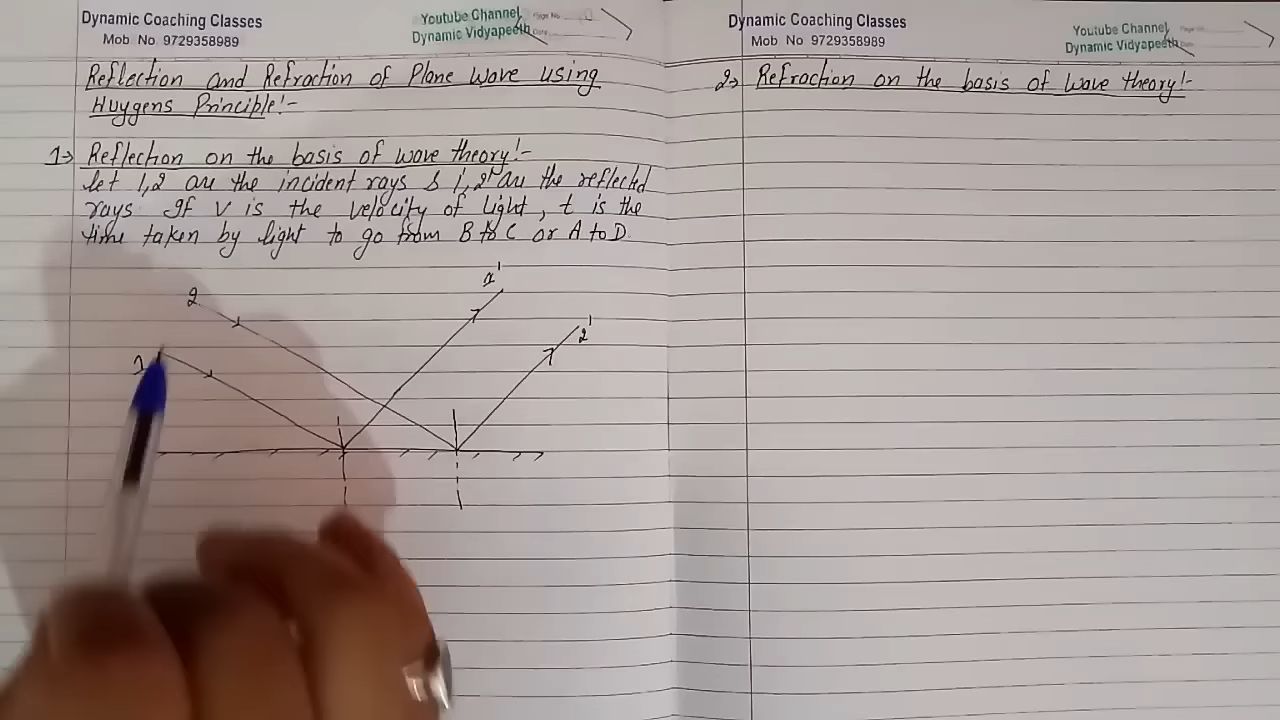 Dynamic Coaching Classes
Mob No 9729358989
Youtube Channel
Dynamic Vidyapeeth
Page No.
Date
Reflection and Refraction of Plane wave using
Huygens Principle!-
1⇒ Reflection on the basis of wave theory!-
Let 1,2 are the incident rays & 1',2' are the reflected
rays If V is the velocity of light, t is the
time taken by light to go from B to C or A to D.
2
1
1'
2'
Dynamic Coaching Classes
Mob No 9729358989
Youtube Channel
Dynamic Vidyapeeth
2⇒ Refraction on the basis of wave theory!-